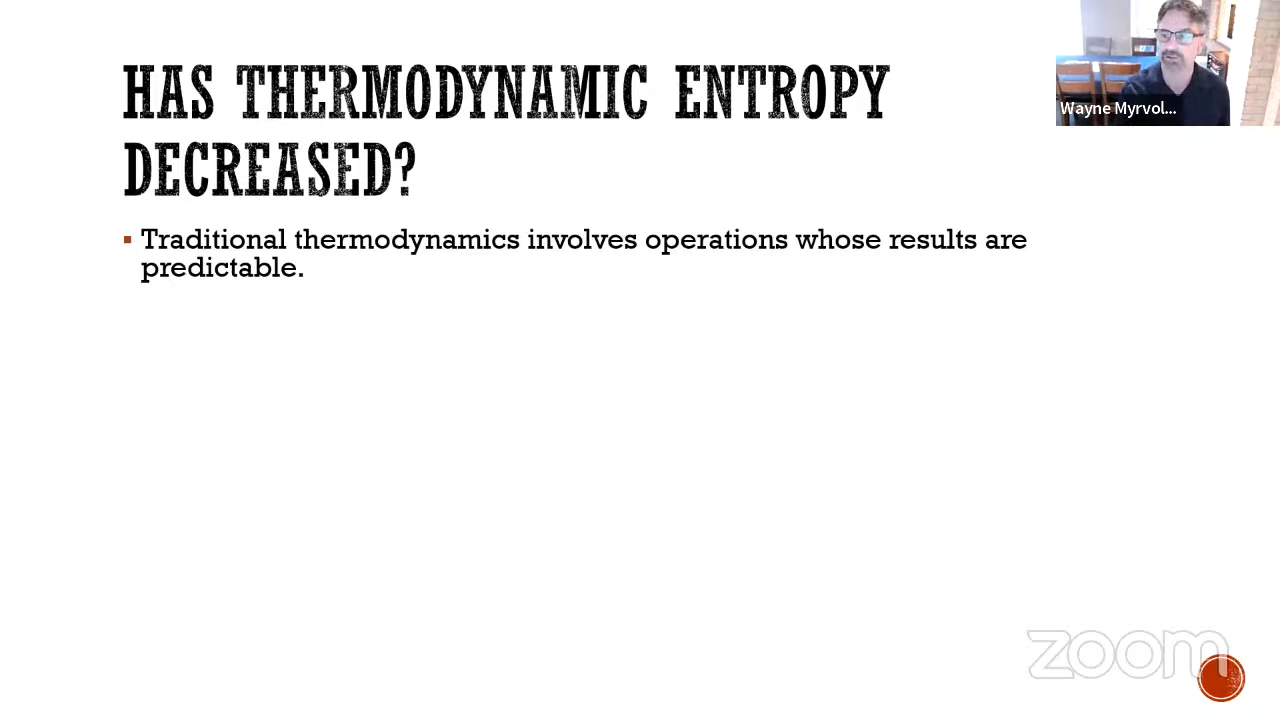 HAS THERMODYNAMIC ENTROPY
DECREASED?
▪ Traditional thermodynamics involves operations whose results are
predictable.
Wayne Myrvol...
zoom